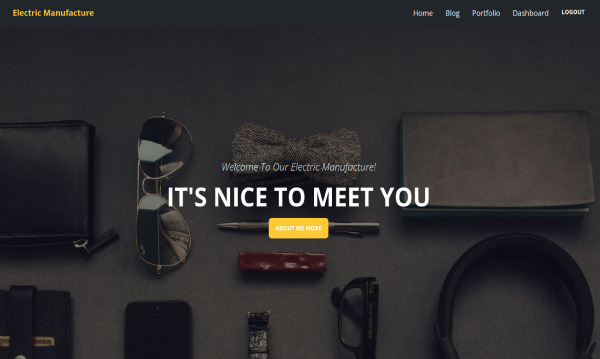 Electric Manufacture
Home Blog Portfolio Dashboard LOGOUT
Welcome To Our Electric Manufacture!
IT'S NICE TO MEET YOU
ABOUT ME MORE